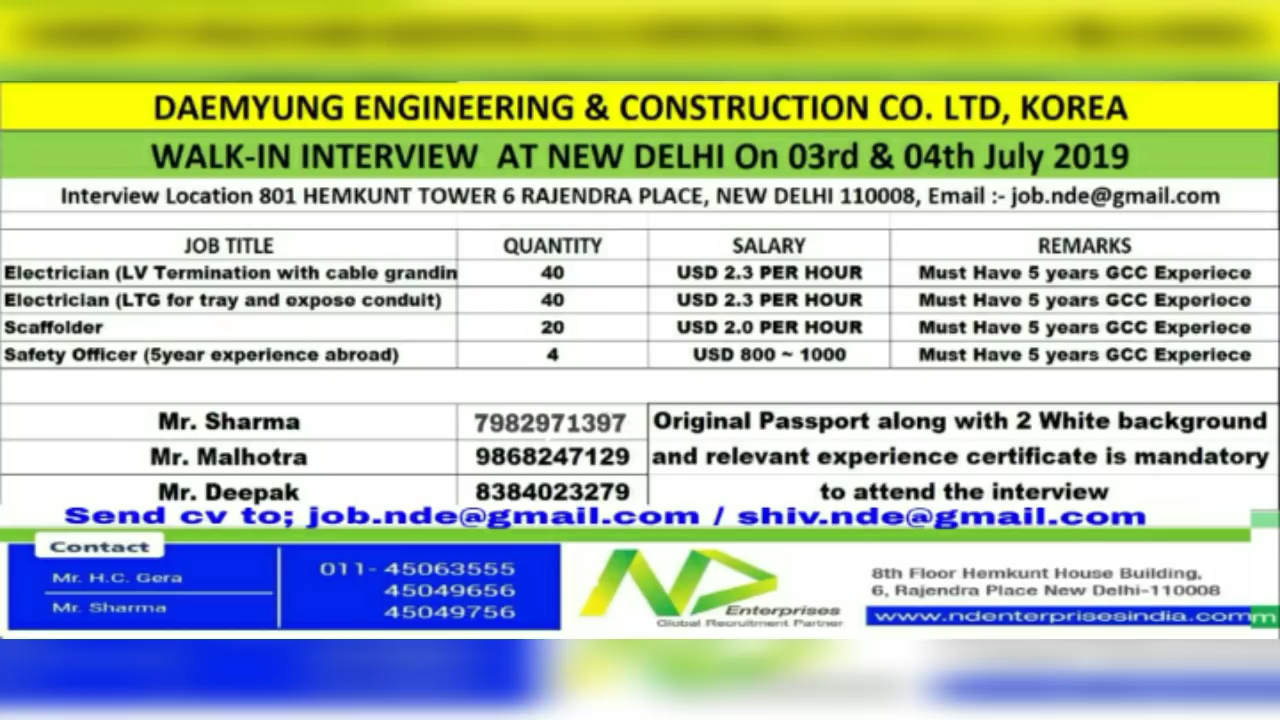 DAEMYUNG ENGINEERING & CONSTRUCTION CO. LTD, KOREA
WALK-IN INTERVIEW AT NEW DELHI On 03rd & 04th July 2019
Interview Location 801 HEMKUNT TOWER 6 RAJENDRA PLACE, NEW DELHI 110008, Email :- job.nde@gmail.com
JOB TITLE QUANTITY SALARY REMARKS
Electrician (LV Termination with cable grandin 40 USD 2.3 PER HOUR Must Have 5 years GCC Experiece
Electrician (LTG for tray and expose conduit) 40 USD 2.3 PER HOUR Must Have 5 years GCC Experiece
Scaffolder 20 USD 2.0 PER HOUR Must Have 5 years GCC Experiece
Safety Officer (5year experience abroad) 4 USD 800 ~ 1000 Must Have 5 years GCC Experiece
Mr. Sharma 7982971397 Original Passport along with 2 White background
Mr. Malhotra 9868247129 and relevant experience certificate is mandatory
Mr. Deepak 8384023279 to attend the interview
Send cv to; job.nde@gmail.com / shiv.nde@gmail.com
Contact
Mr. H.C. Gera
Mr. Sharma
011- 45063555
45049656
45049756
ND
Enterprises
Global Recruitment Partner
8th Floor Hemkunt House Building,
6, Rajendra Place New Delhi-110008
www.ndenterprisesindia.comm